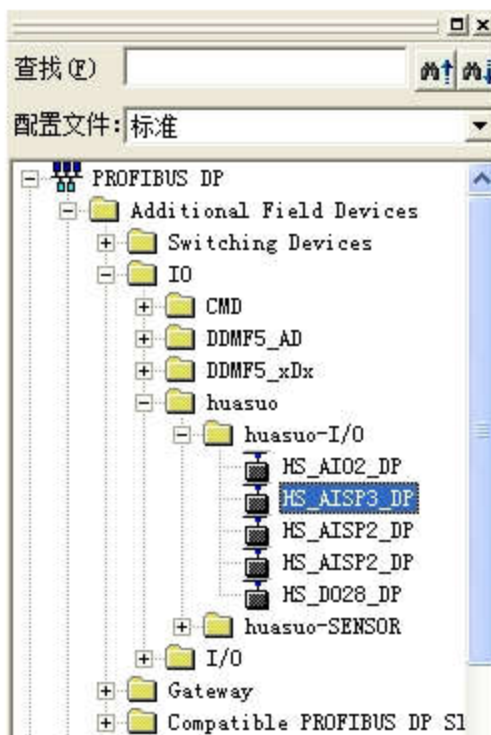 查找(F)
配置文件:标准
PROFIBUS DP
Additional Field Devices
Switching Devices
IO
CMD
DDMF5_AD
DDMF5_xDx
huasuo
huasuo-I/O
HS_AIO2_DP
HS_AISP3_DP
HS_AISP2_DP
HS_AISP2_DP
HS_DO28_DP
huasuo-SENSOR
I/O
Gateway
Compatible PROFIBUS DP Sl